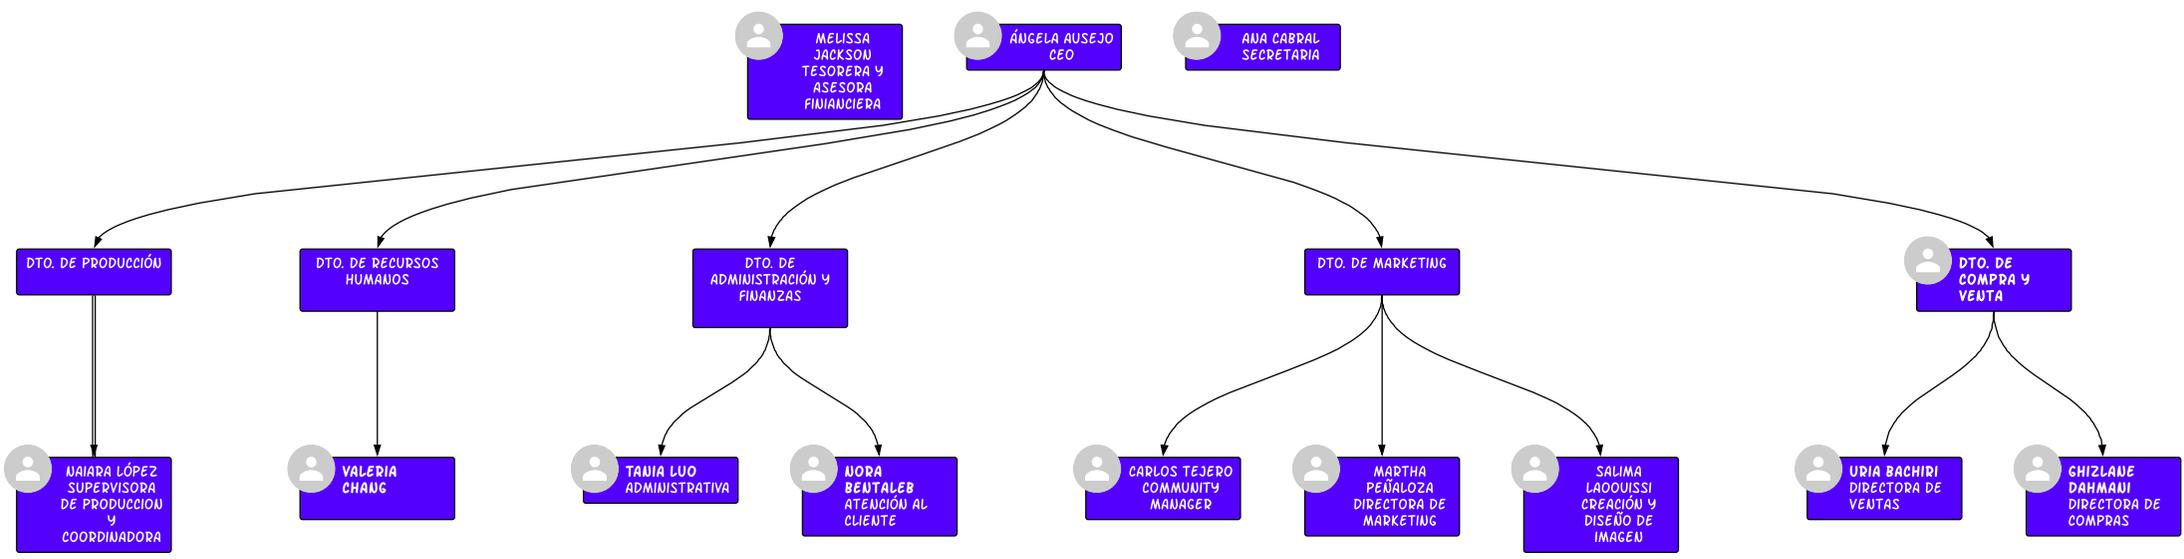 MELISSA
JACKSON
TESORERA Y
ASESORA
FINIANCIERA
ÁNGELA AUSEJO
CEO
ANA CABRAL
SECRETARIA
DTO. DE PRODUCCIÓN
DTO. DE RECURSOS
HUMANOS
DTO. DE
ADMINISTRACIÓN Y
FINANZAS
DTO. DE MARKETING
DTO. DE
COMPRA Y
VENTA
NAIARA LÓPEZ
SUPERVISORA
DE PRODUCCION
Y
COORDINADORA
VALERIA
CHANG
TANIA LUO
ADMINISTRATIVA
NORA
BENTALEB
ATENCIÓN AL
CLIENTE
CARLOS TEJERO
COMMUNITY
MANAGER
MARTHA
PEÑALOZA
DIRECTORA DE
MARKETING
SALIMA
LAOOUISSI
CREACIÓN Y
DISEÑO DE
IMAGEN
URIA BACHIRI
DIRECTORA DE
VENTAS
GHIZLANE
DAHMANI
DIRECTORA DE
COMPRAS